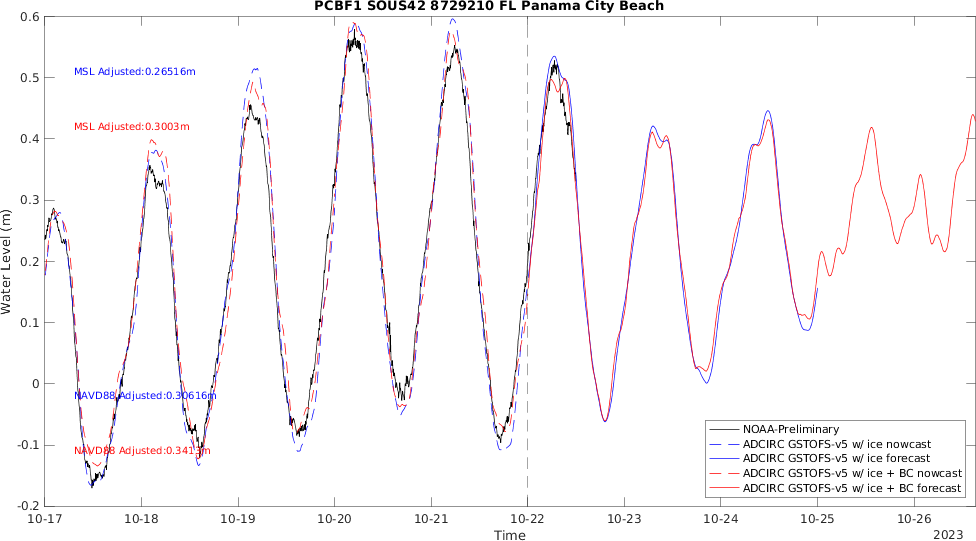 PCBF1 SOUS42 8729210 FL Panama City Beach
0.6
0.5
0.4
0.3
0.2
0.1
0
-0.1
-0.2
Water Level (m)
MSL Adjusted:0.26516m
MSL Adjusted:0.3003m
NAVD88 Adjusted:0.30616m
NAVD88 Adjusted:0.3413m
NOAA-Preliminary
ADCIRC GSTOFS-v5 w/ ice nowcast
ADCIRC GSTOFS-v5 w/ ice forecast
ADCIRC GSTOFS-v5 w/ ice + BC nowcast
ADCIRC GSTOFS-v5 w/ ice + BC forecast
10-17 10-18 10-19 10-20 10-21 10-22 10-23 10-24 10-25 10-26
Time
2023